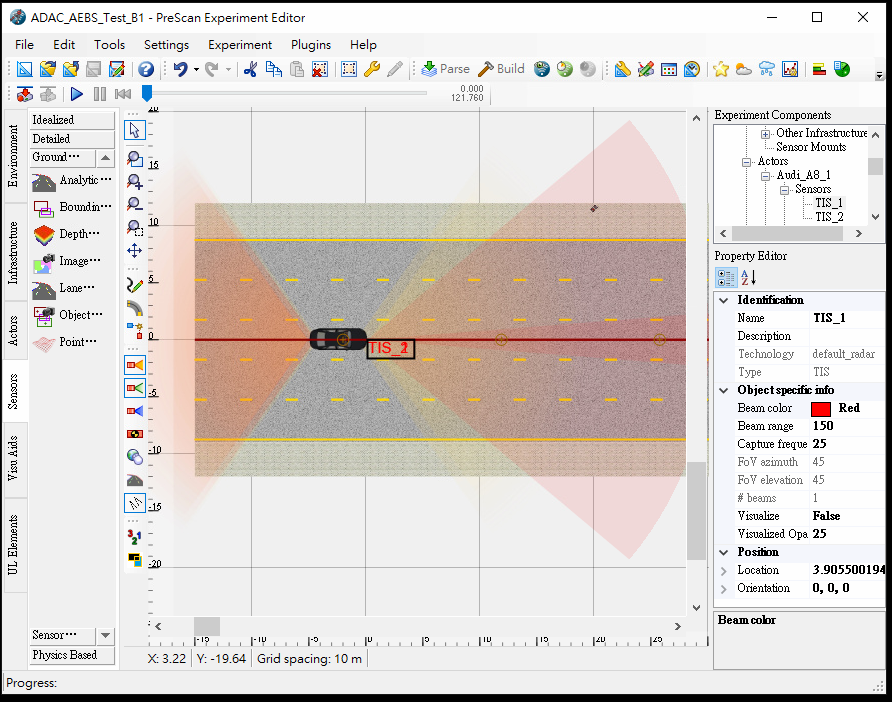 ADAC_AEBS_Test_B1 - PreScan Experiment Editor
File Edit Tools Settings Experiment Plugins Help
Parse Build
0.000
121.760
Environment
Infrastructure
Actors
Sensors
Visu Aids
UL Elements
Idealized
Detailed
Ground···
Analytic···
Boundin···
Depth···
Image···
Lane···
Object···
Point···
Sensor···
Physics Based
15
10
5
0
-5
-10
-15
-20
TIS_
-15 -10 -5 0 5 10 15 20 25
X: 3.22 Y: -19.64 Grid spacing: 10 m
Experiment Components
Other Infrastructure
Sensor Mounts
Actors
Audi_A8_1
Sensors
TIS_1
TIS_2
Property Editor
Identification
Name TIS_1
Description
Technology default_radar
Type TIS
Object specific info
Beam color Red
Beam range 150
Capture freque 25
FoV azimuth 45
FoV elevation 45
# beams 1
Visualize False
Visualized Opa 25
Position
Location 3.905500194
Orientation 0, 0, 0
Beam color
Progress: